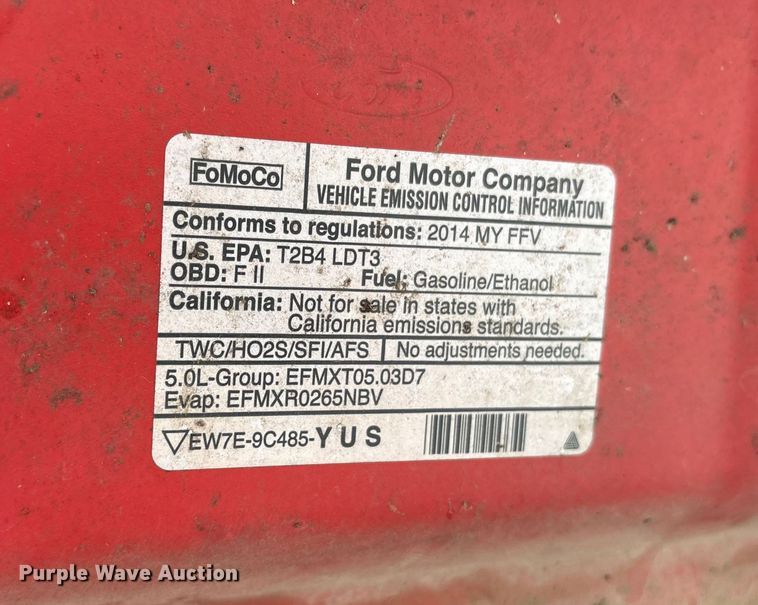 FoMoCo
Ford Motor Company
VEHICLE EMISSION CONTROL INFORMATION
Conforms to regulations: 2014 MY FFV
U.S. EPA: T2B4 LDT3
OBD: F II Fuel: Gasoline/Ethanol
California: Not for sale in states with
California emissions standards.
TWC/HO2S/SFI/AFS No adjustments needed.
5.0L-Group: EFMXT05.03D7
Evap: EFMXR0265NBV
EW7E-9C485-YUS
Purple Wave Auction